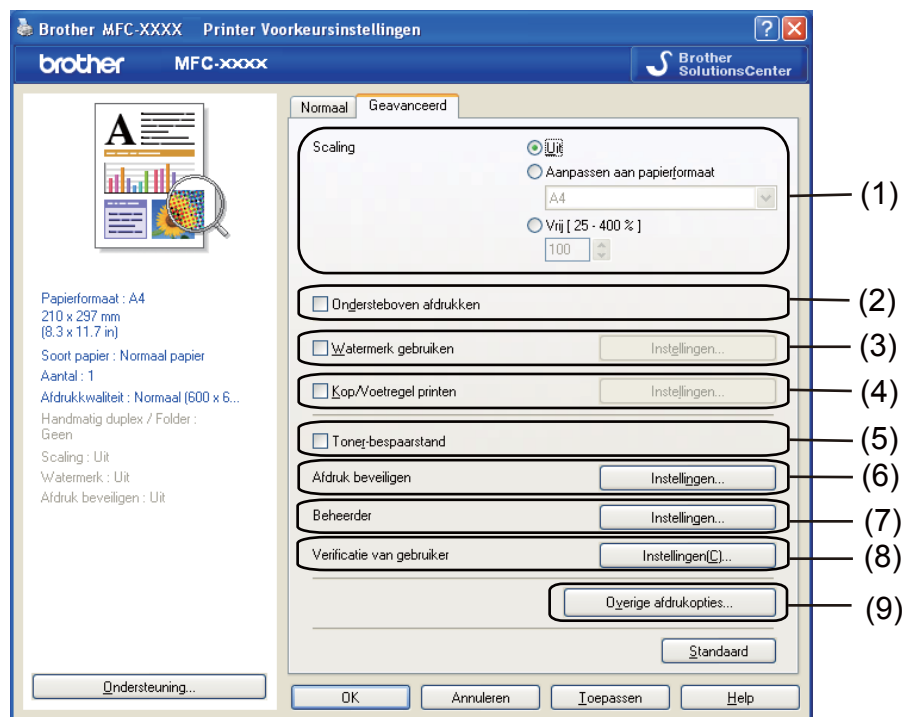 Brother MFC-XXXX Printer Voorkeursinstellingen
brother MFC-xxxx
Brother
SolutionsCenter
Normaal Geavanceerd
A
Scaling
Uit
Aanpassen aan papierformaat
A4
Vrij [ 25 - 400 % ]
100
(1)
Ondersteboven afdrukken
(2)
Watermerk gebruiken Instellingen...
(3)
Kop/Voetregel printen Instellingen...
(4)
Toner-bespaarstand
(5)
Afdruk beveiligen Instellingen...
(6)
Beheerder Instellingen...
(7)
Verificatie van gebruiker Instellingen(C)...
(8)
Overige afdrukopties...
(9)
Standaard
Papierformaat : A4
210 x 297 mm
(8.3 x 11.7 in)
Soort papier : Normaal papier
Aantal : 1
Afdrukkwaliteit : Normaal (600 x 6...
Handmatig duplex / Folder :
Geen
Scaling : Uit
Watermerk : Uit
Afdruk beveiligen : Uit
Ondersteuning...
OK Annuleren Toepassen Help